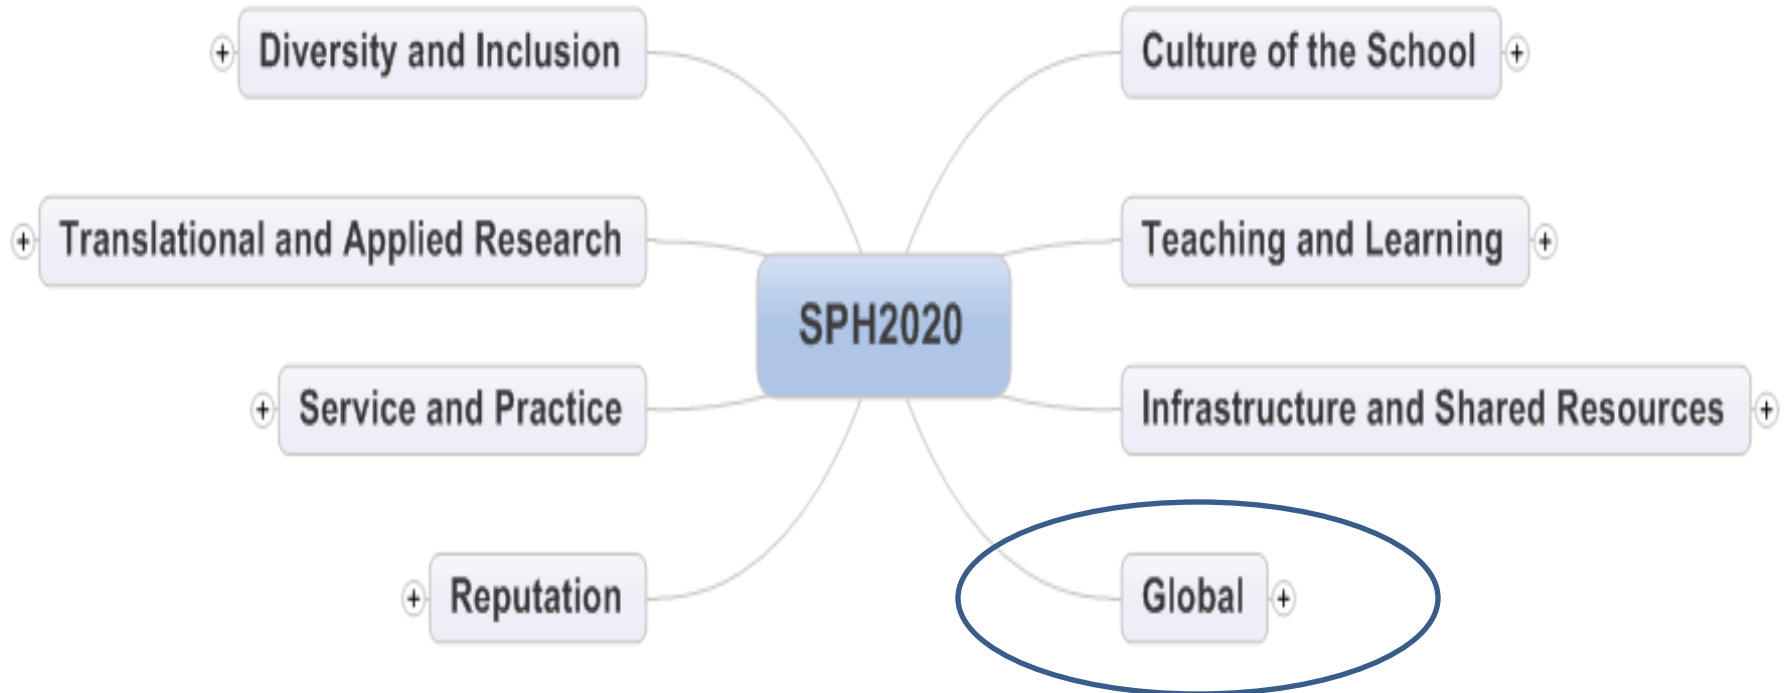 Diversity and Inclusion
Culture of the School
Translational and Applied Research
Teaching and Learning
SPH2020
Service and Practice
Infrastructure and Shared Resources
Reputation
Global